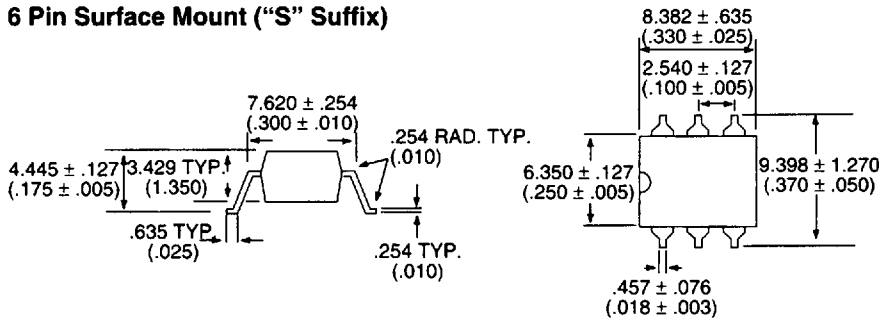 6 Pin Surface Mount (“S” Suffix)
8.382 ± .635
(.330 ± .025)
2.540 ± .127
(.100 ± .005)
7.620 ± .254
(.300 ± .010)
.254 RAD. TYP.
(.010)
4.445 ± .127
(.175 ± .005)
3.429 TYP.
(1.350)
6.350 ± .127
(.250 ± .005)
9.398 ± 1.270
(.370 ± .050)
.635 TYP.
(.025)
.254 TYP.
(.010)
.457 ± .076
(.018 ± .003)